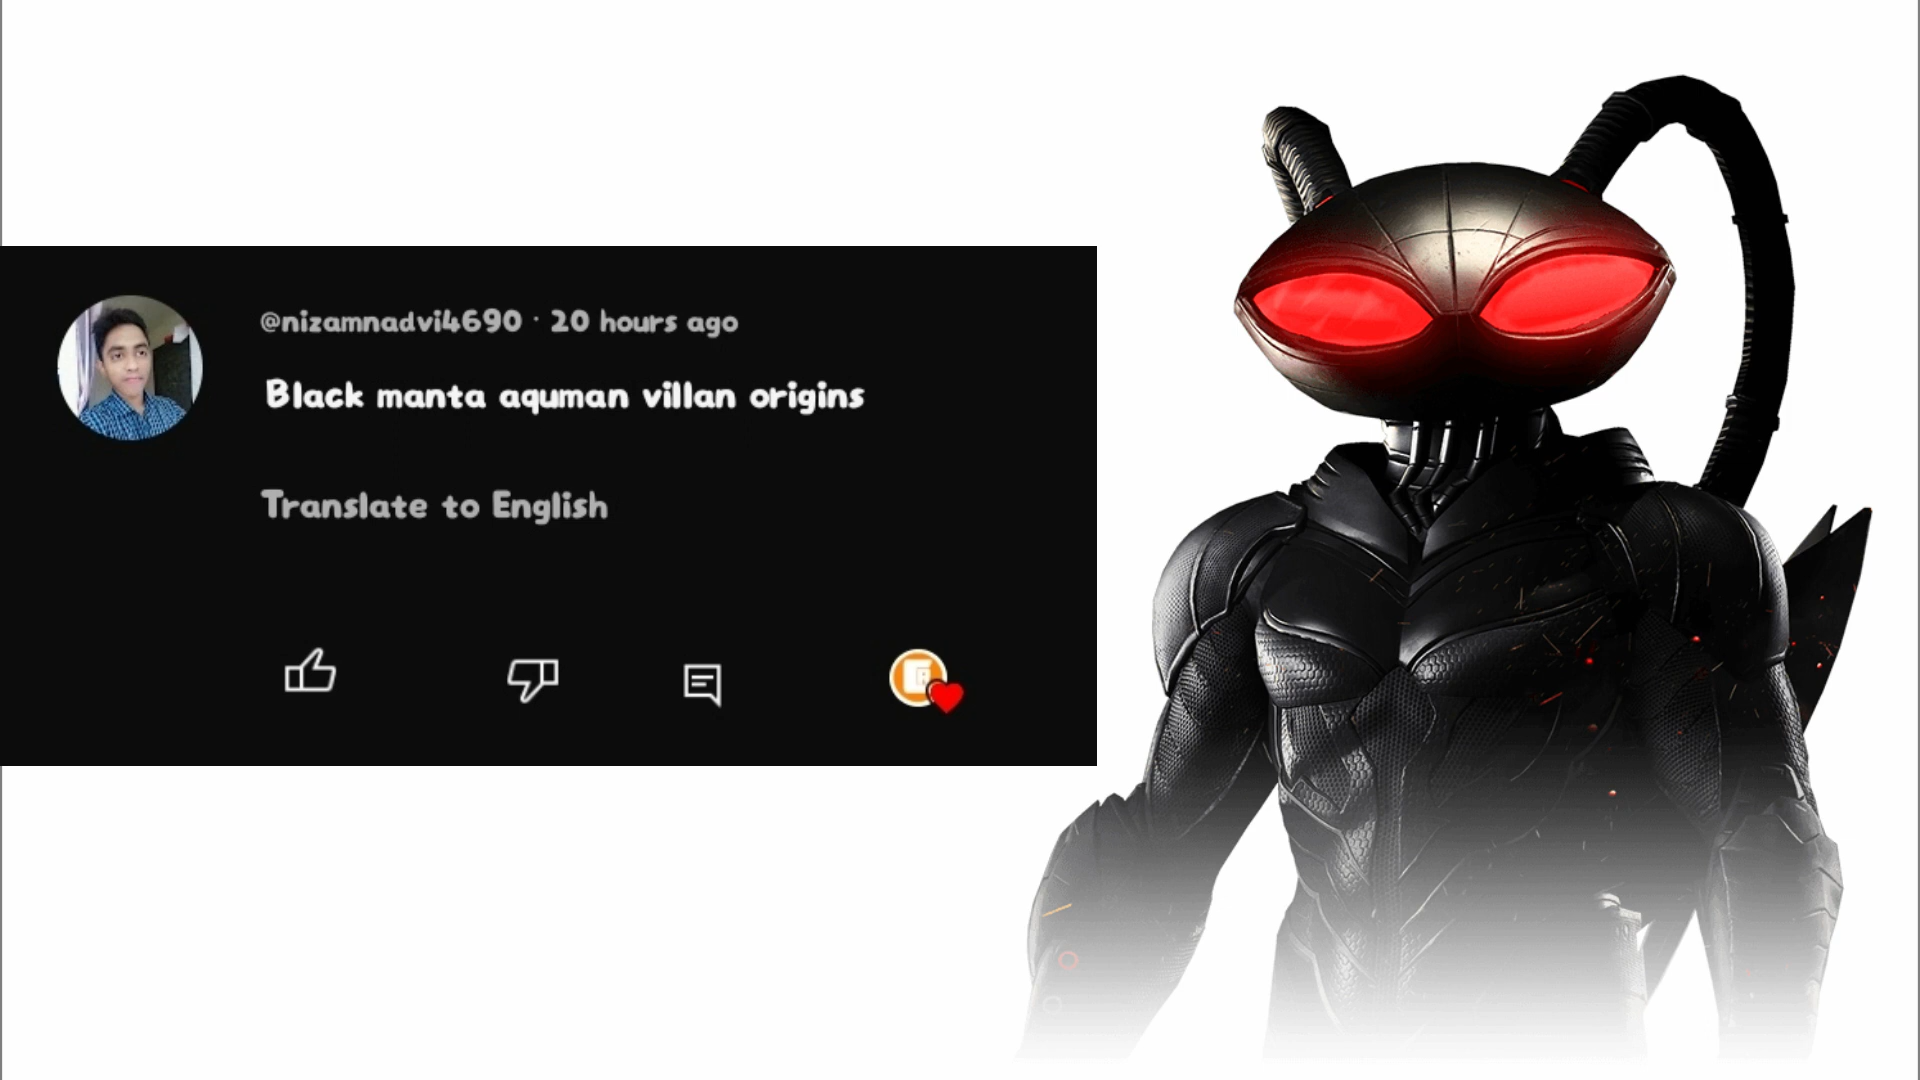 @nizamnadvi4690 · 20 hours ago
Black manta aquman villan origins
Translate to English